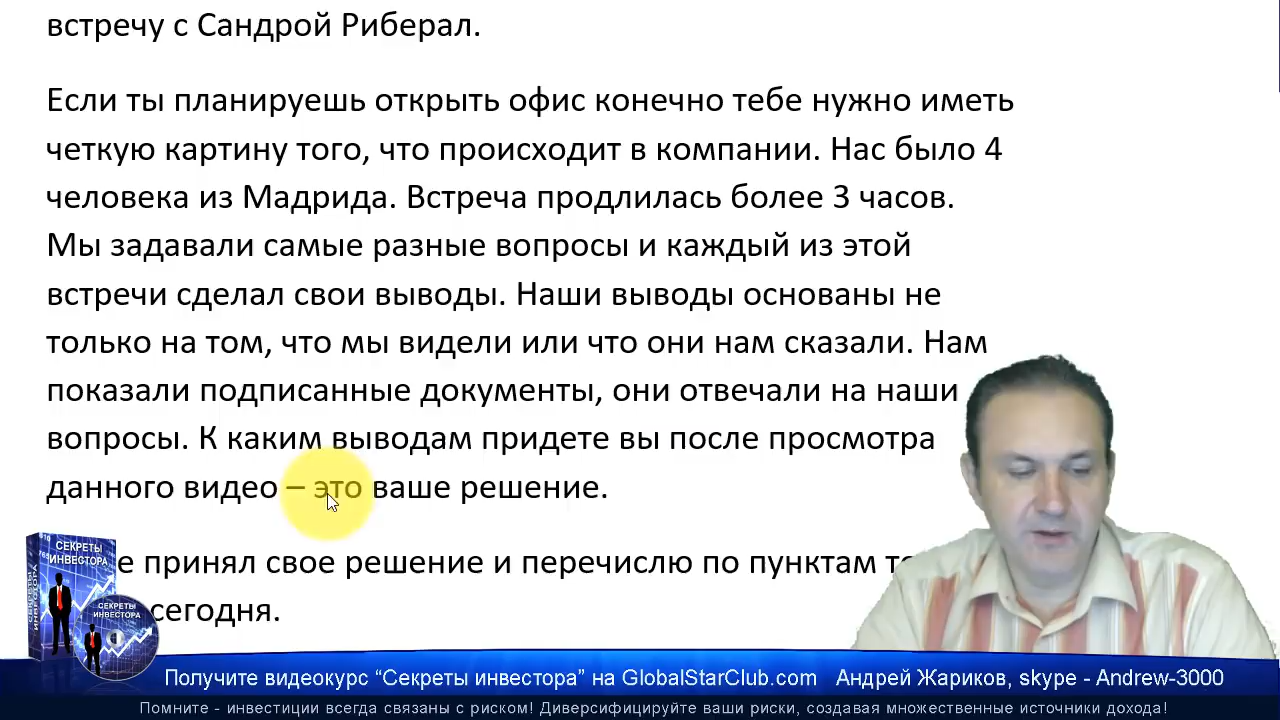 встречу с Сандрой Риберал.
Если ты планируешь открыть офис конечно тебе нужно иметь
четкую картину того, что происходит в компании. Нас было 4
человека из Мадрида. Встреча продлилась более 3 часов.
Мы задавали самые разные вопросы и каждый из этой
встречи сделал свои выводы. Наши выводы основаны не
только на том, что мы видели или что они нам сказали. Нам
показали подписанные документы, они отвечали на наши
вопросы. К каким выводам придете вы после просмотра
данного видео – это ваше решение.
принял свое решение и перечислю по пунктам
сегодня.
СЕКРЕТЫ
ИНВЕСТОРА
СЕКРЕТЫ
ИНВЕСТОРА
Получите видеокурс “Секреты инвестора” на GlobalStarClub.com Андрей Жариков, skype - Andrew-3000
Помните - инвестиции всегда связаны с риском! Диверсифицируйте ваши риски, создавая множественные источники дохода!